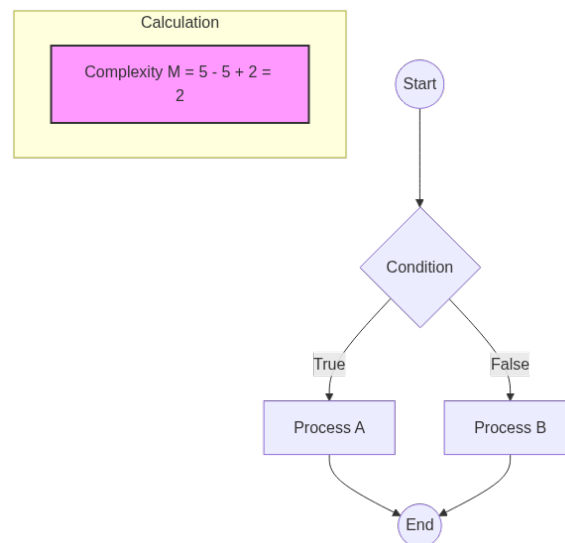 Calculation
Complexity M = 5 - 5 + 2 =
2
Start
Condition
True
False
Process A
Process B
End